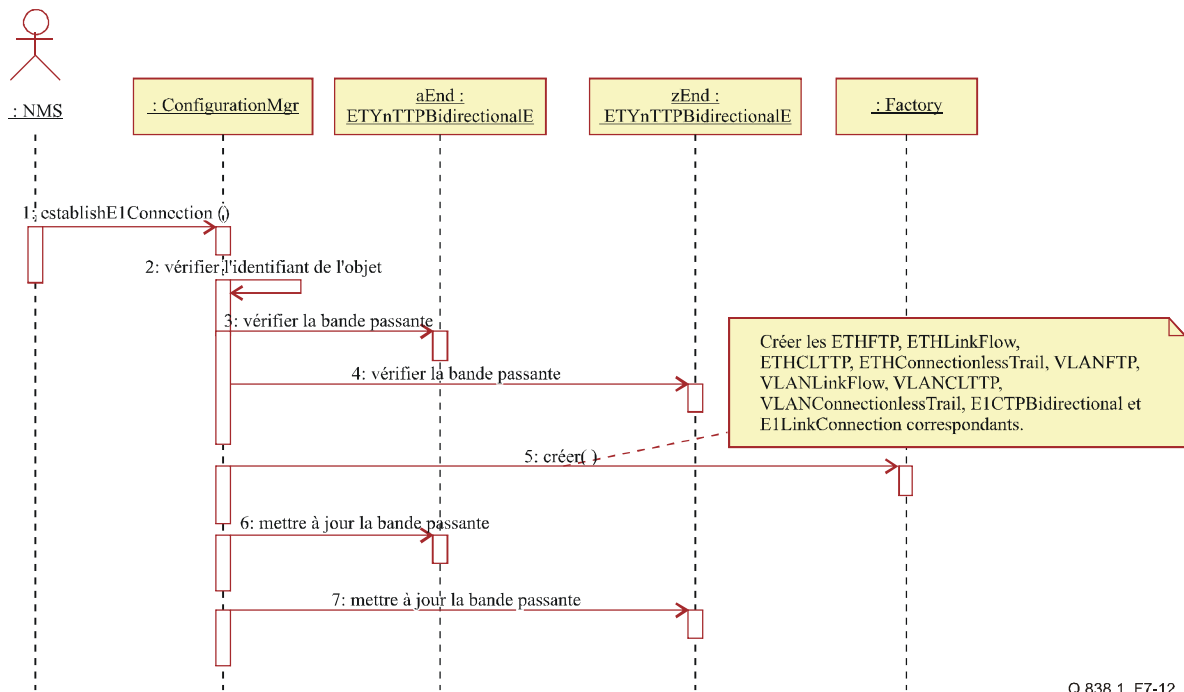 : NMS
: ConfigurationMgr
aEnd :
ETYnTTPBidirectionalE
zEnd :
ETYnTTPBidirectionalE
: Factory
1: establishE1Connection ()
2: vérifier l'identifiant de l'objet
3: vérifier la bande passante
4: vérifier la bande passante
Créer les ETHFTP, ETHLinkFlow,
ETHCLTTP, ETHConnectionlessTrail, VLANFTP,
VLANLinkFlow, VLANCLTTP,
VLANConnectionlessTrail, E1CTPBidirectional et
E1LinkConnection correspondants.
5: créer( )
6: mettre à jour la bande passante
7: mettre à jour la bande passante
Q.838.1_F7-12